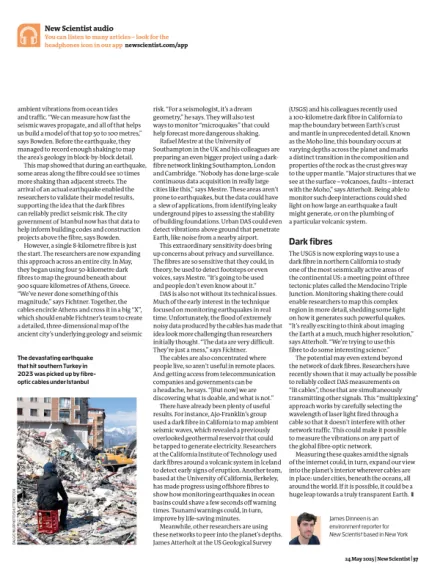 New Scientist audio
You can listen to many articles – look for the
headphones icon in our app newscientist.com/app
ambient vibrations from ocean tides
and traffic. "We can measure how fast the
seismic waves propagate, and all of that helps
us build a model of that top 50 to 100 metres,"
says Bowden. Before the earthquake, they
managed to record enough shaking to map
the area's geology in block-by-block detail.
This map showed that during an earthquake,
some areas along the fibre could see 10 times
more shaking than adjacent streets. The
arrival of an actual earthquake enabled the
researchers to validate their model results,
supporting the idea that the dark fibres
can reliably predict seismic risk. The city
government of Istanbul now has that data to
help inform building codes and construction
projects above the fibre, says Bowden.
However, a single 8-kilometre fibre is just
the start. The researchers are now expanding
this approach across an entire city. In May,
they began using four 50-kilometre dark
fibres to map the ground beneath about
900 square kilometres of Athens, Greece.
"We've never done something of this
magnitude," says Fichtner. Together, the
cables encircle Athens and cross it in a big "X",
which should enable Fichtner's team to create
a detailed, three-dimensional map of the
ancient city's underlying geology and seismic
The devastating earthquake
that hit southern Turkey in
2023 was picked up by fibre-
optic cables under Istanbul
risk. "For a seismologist, it's a dream
geometry," he says. They will also test
ways to monitor "microquakes" that could
help forecast more dangerous shaking.
Rafael Mestre at the University of
Southampton in the UK and his colleagues are
preparing an even bigger project using a dark-
fibre network linking Southampton, London
and Cambridge. "Nobody has done large-scale
continuous data acquisition in really large
cities like this," says Mestre. These areas aren't
prone to earthquakes, but the data could have
a slew of applications, from identifying leaky
underground pipes to assessing the stability
of building foundations. Urban DAS could even
detect vibrations above ground that penetrate
Earth, like noise from a nearby airport.
This extraordinary sensitivity does bring
up concerns about privacy and surveillance.
"The fibres are so sensitive that they could, in
theory, be used to detect footsteps or even
voices, says Mestre. "It's going to be used
and people don't even know about it."
DAS is also not without its technical issues.
Much of the early interest in the technique
focused on monitoring earthquakes in real
time. Unfortunately, the flood of extremely
noisy data produced by the cables has made that
idea look more challenging than researchers
initially thought. "The data are very difficult.
They're just a mess," says Fichtner.
The cables are also concentrated where
people live, so aren't useful in remote places.
And getting access from telecommunication
companies and governments can be
a headache, he says. "[But now] we are
discovering what is doable, and what is not."
There have already been plenty of useful
results. For instance, Ajo-Franklin's group
used a dark fibre in California to map ambient
seismic waves, which revealed a previously
overlooked geothermal reservoir that could
be tapped to generate electricity. Researchers
at the California Institute of Technology used
dark fibres around a volcanic system in Iceland
to detect early signs of eruption. Another team,
based at the University of California, Berkeley,
has made progress using offshore fibres to
show how monitoring earthquakes in ocean
basins could shave a few seconds off warning
times. Tsunami warnings could, in turn,
improve by life-saving minutes.
Meanwhile, other researchers are using
these networks to peer into the planet's depths.
James Atterholt at the US Geological Survey
(USGS) and his colleagues recently used
a 100-kilometre dark fibre in California to
map the boundary between Earth's crust
and mantle in unprecedented detail. Known
as the Moho line, this boundary occurs at
varying depths across the planet and marks
a distinct transition in the composition and
properties of the rock as the crust gives way
to the upper mantle. "Major structures that we
see at the surface – volcanoes, faults – interact
with the Moho," says Atterholt. Being able to
monitor such deep interactions could shed
light on how large an earthquake a fault
might generate, or on the plumbing of
a particular volcanic system.
Dark fibres
The USGS is now exploring ways to use a
dark fibre in northern California to study
one of the most seismically active areas of
the continental US: a meeting point of three
tectonic plates called the Mendocino Triple
Junction. Monitoring shaking there could
enable researchers to map this complex
region in more detail, shedding some light
on how it generates such powerful quakes.
"It's really exciting to think about imaging
the Earth at a much, much higher resolution,"
says Atterholt. "We're trying to use this
fibre to do some interesting science."
The potential may even extend beyond
the network of dark fibres. Researchers have
recently shown that it may actually be possible
to reliably collect DAS measurements on
"lit cables", those that are simultaneously
transmitting other signals. This "multiplexing"
approach works by carefully selecting the
wavelength of laser light fired through a
cable so that it doesn't interfere with other
network traffic. This could make it possible
to measure the vibrations on any part of
the global fibre-optic network.
Measuring these quakes amid the signals
of the internet could, in turn, expand our view
into the planet's interior wherever cables are
in place: under cities, beneath the oceans, all
around the world. If it is possible, it could be a
huge leap towards a truly transparent Earth.
James Dinneen is an
environment reporter for
New Scientist based in New York
24 May 2025 | New Scientist | 37